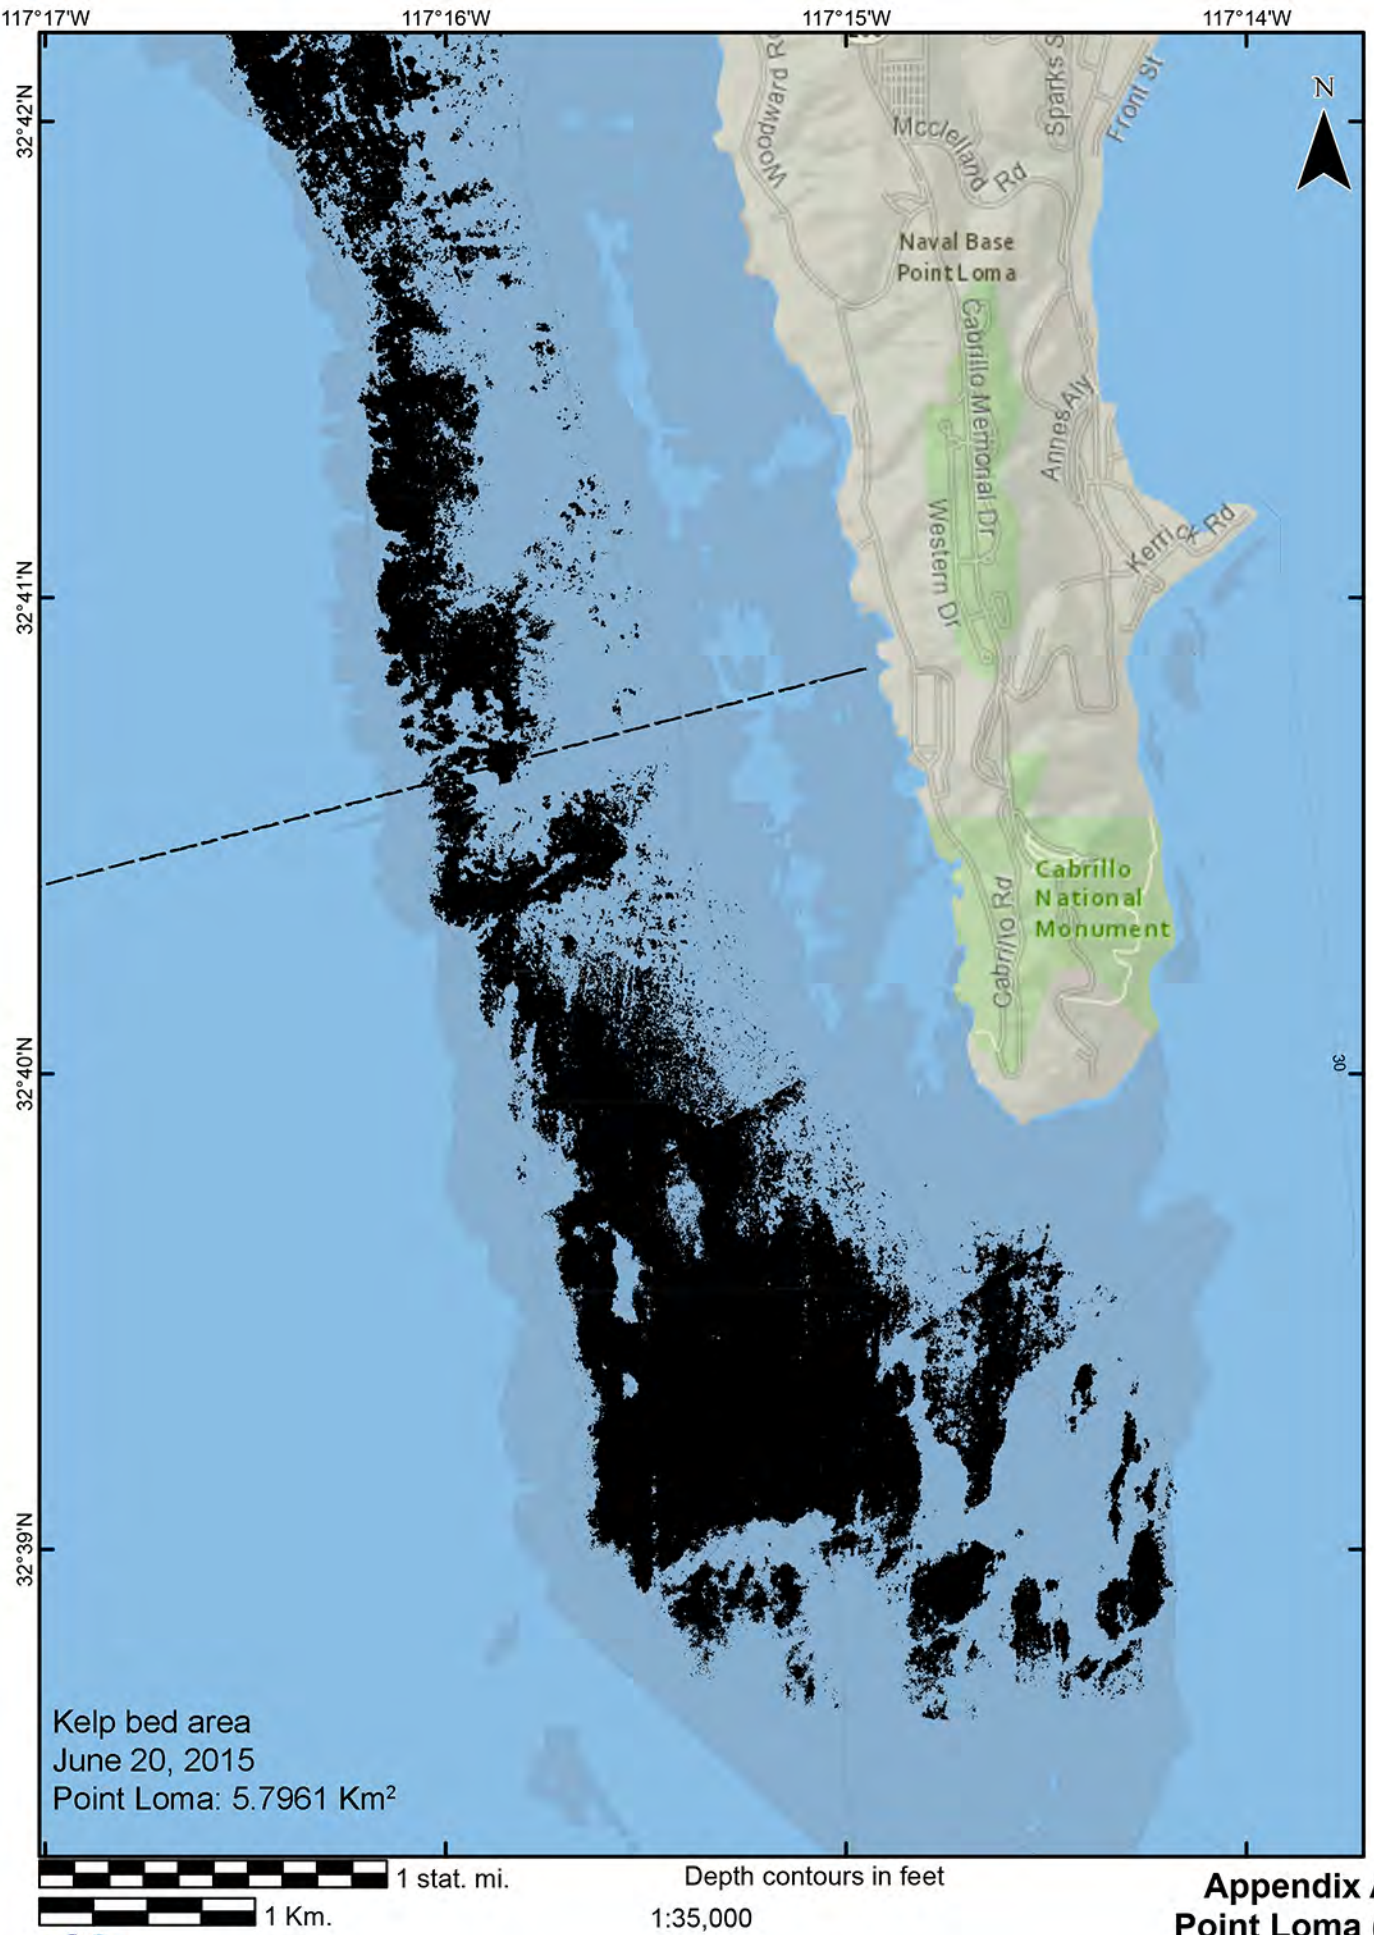 117°17'W 117°16'W 117°15'W 117°14'W
32°42'N
32°41'N
32°40'N
32°39'N
N
Woodward
Mcclelland Rd
Sparks
Front St
Naval Base
Point Loma
Cabrillo Memorial Dr
Annes Aly
Western Dr
Kerrick Rd
Cabrillo
National
Monument
Cabrillo Rd
30
Kelp bed area
June 20, 2015
Point Loma: 5.7961 Km²
1 stat. mi.
1 Km.
Depth contours in feet
1:35,000
Appendix
Point Loma